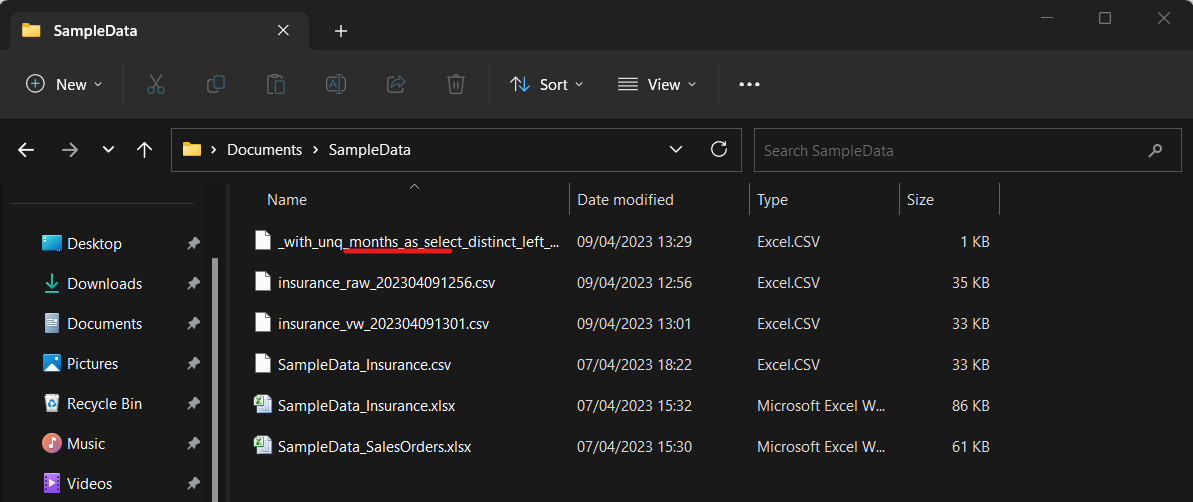 SampleData
New
Sort
View
Documents
SampleData
Search SampleData
Name
Date modified
Type
Size
Desktop
Downloads
Documents
Pictures
Recycle Bin
Music
Videos
_with_unq_months_as_select_distinct_left_... 09/04/2023 13:29 Excel.CSV 1 KB
insurance_raw_202304091256.csv 09/04/2023 12:56 Excel.CSV 35 KB
insurance_vw_202304091301.csv 09/04/2023 13:01 Excel.CSV 33 KB
SampleData_Insurance.csv 07/04/2023 18:22 Excel.CSV 33 KB
SampleData_Insurance.xlsx 07/04/2023 15:32 Microsoft Excel W... 86 KB
SampleData_SalesOrders.xlsx 07/04/2023 15:30 Microsoft Excel W... 61 KB